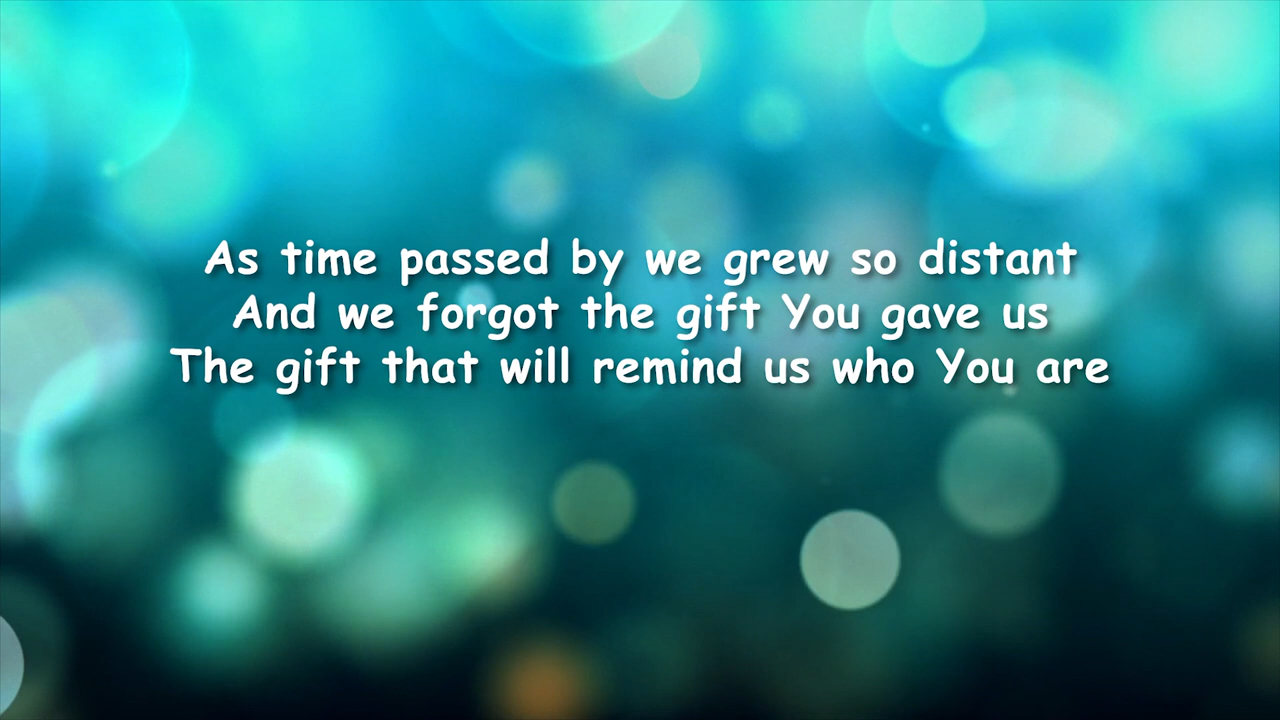 As time passed by we grew so distant
And we forgot the gift You gave us
The gift that will remind us who You are